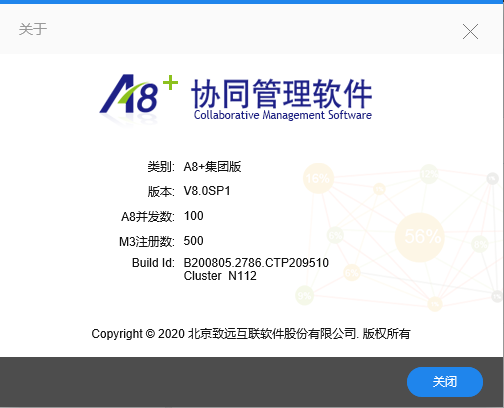 关于
A8+ 协同管理软件
Collaborative Management Software
类别: A8+集团版
版本: V8.0SP1
A8并发数: 100
M3注册数: 500
Build Id: B200805.2786.CTP209510
Cluster N112
16%
56%
Copyright © 2020 北京致远互联软件股份有限公司. 版权所有
关闭